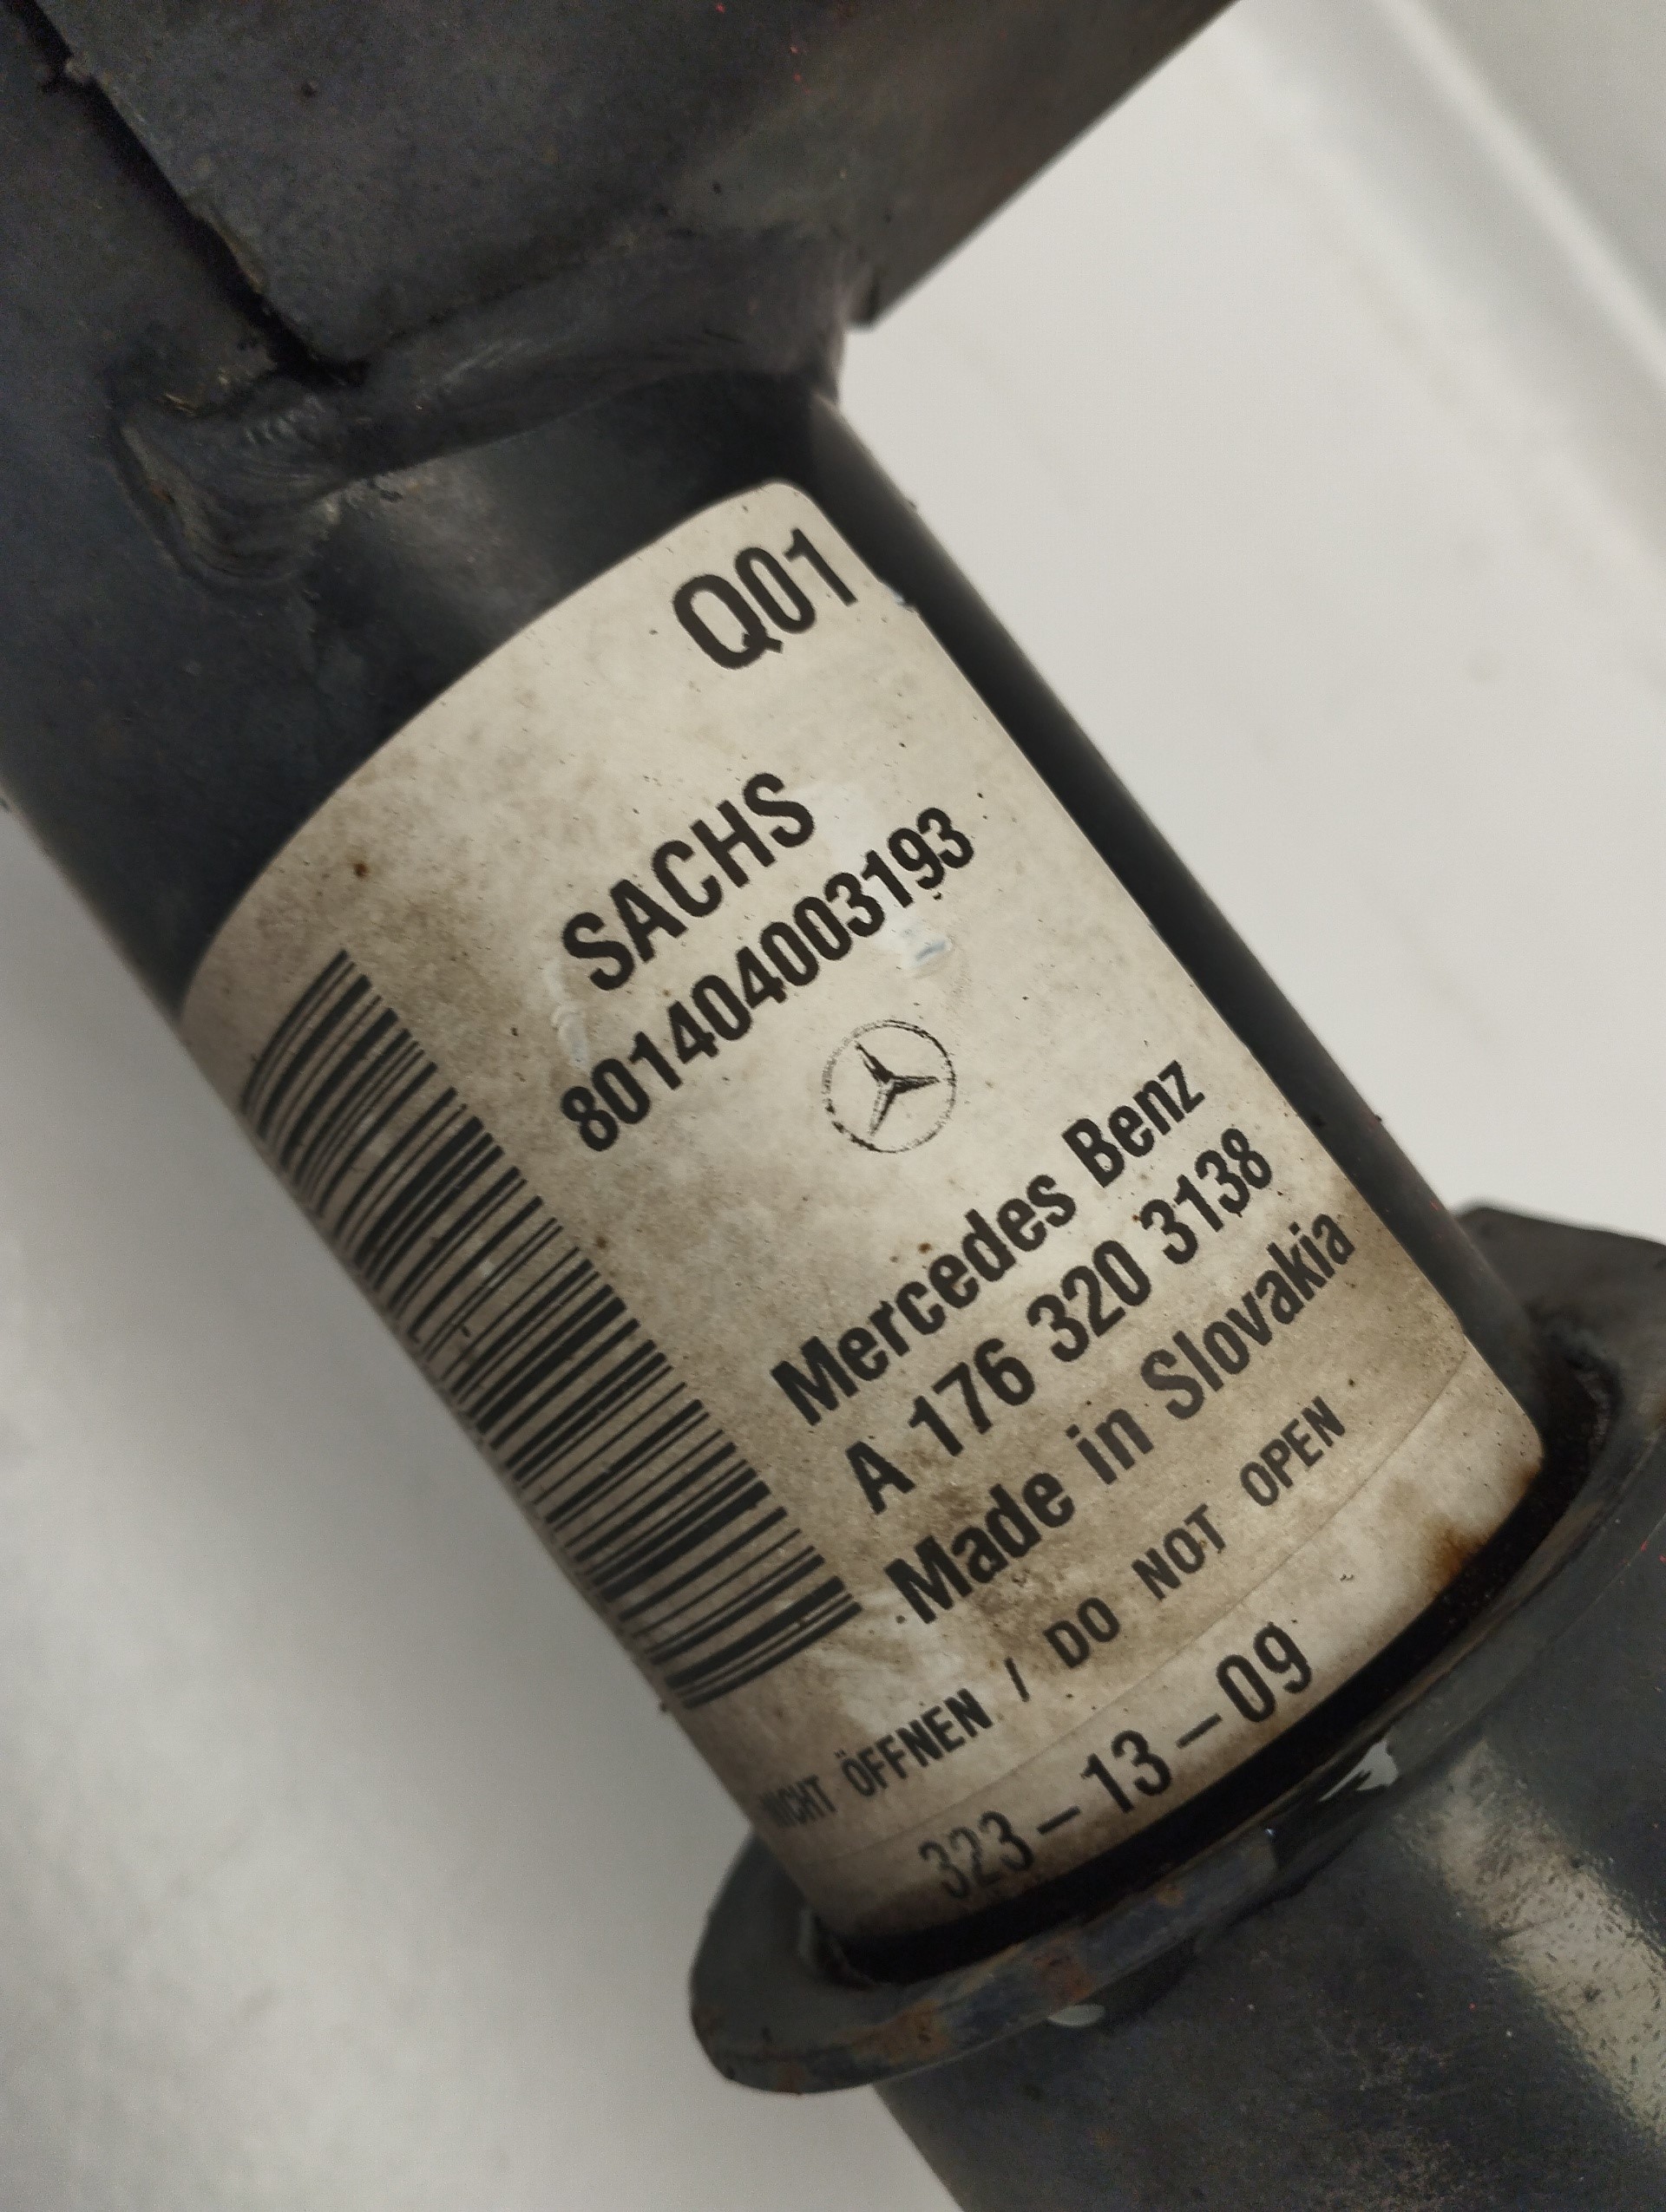 Q01
SACHS
801404003193
Mercedes Benz
A 176 320 3138
Made in Slovakia
NICHT ÖFFNEN / DO NOT OPEN
323-13-09